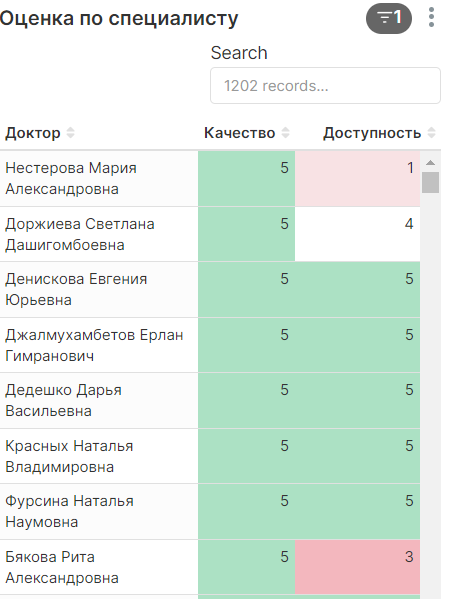 Оценка по специалисту
1
Search
1202 records...
Доктор Качество Доступность
Нестерова Мария 5 1
Александровна
Доржиева Светлана 5 4
Дашигомбоевна
Денискова Евгения 5 5
Юрьевна
Джалмухамбетов Ерлан 5 5
Гимранович
Дедешко Дарья 5 5
Васильевна
Красных Наталья 5 5
Владимировна
Фурсина Наталья 5 5
Наумовна
Бякова Рита 5 3
Александровна